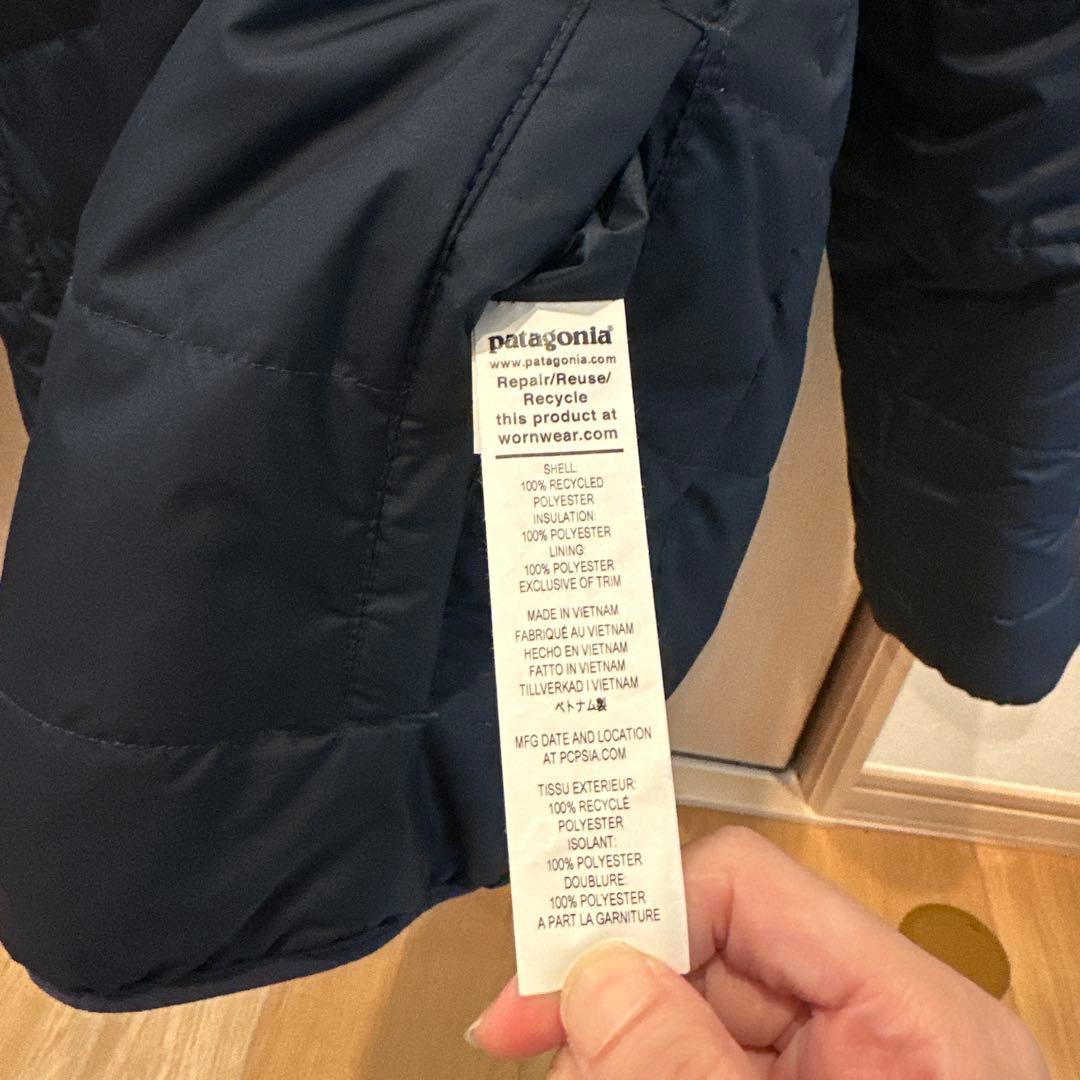 patagonia®
www.patagonia.com
Repair/Reuse/
Recycle
this product at
wornwear.com
SHELL:
100% RECYCLED
POLYESTER
INSULATION:
100% POLYESTER
LINING:
100% POLYESTER
EXCLUSIVE OF TRIM
MADE IN VIETNAM
FABRIQUÉ AU VIETNAM
HECHO EN VIETNAM
FATTO IN VIETNAM
TILLVERKAD I VIETNAM
ベトナム製
MFG DATE AND LOCATION
AT PCPSIA.COM
TISSU EXTERIEUR:
100% RECYCLÉ
POLYESTER
ISOLANT:
100% POLYESTER
DOUBLURE:
100% POLYESTER
A PART LA GARNITURE